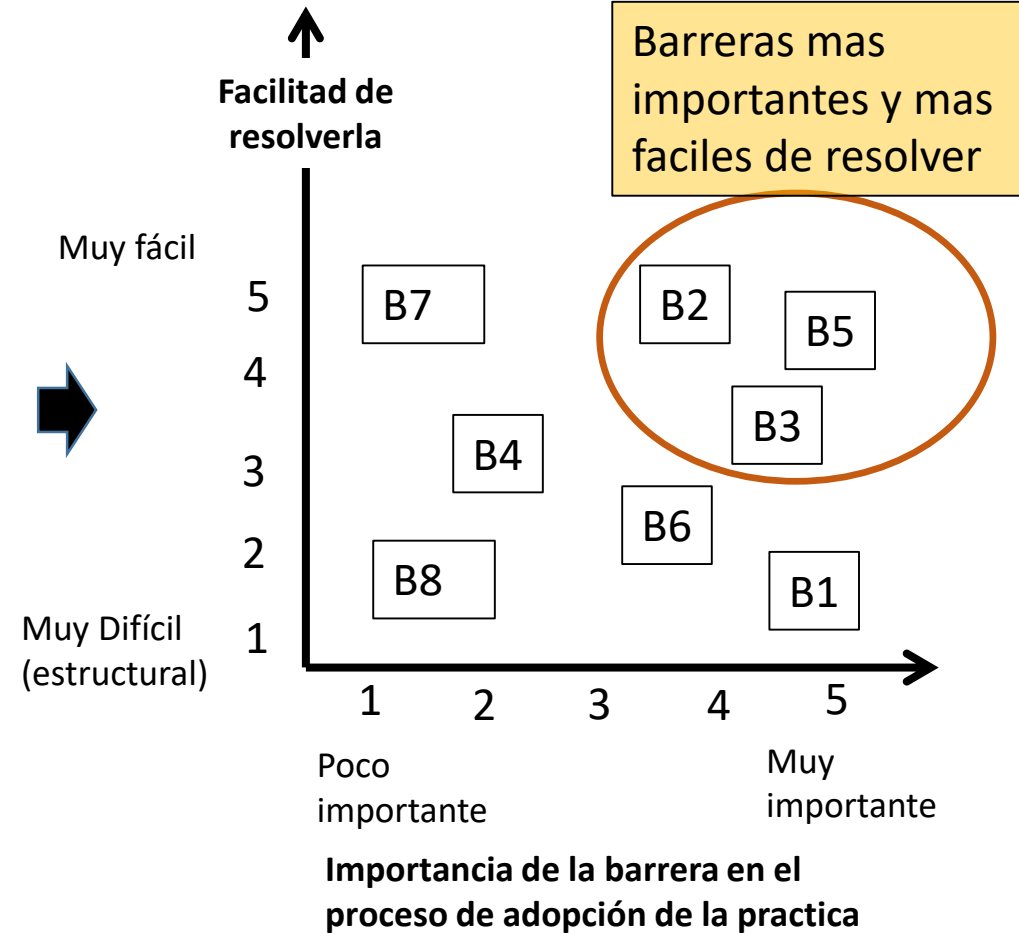 Facilitad de
resolverla
Barreras mas
importantes y mas
faciles de resolver
Muy fácil
5
4
3
2
1
Muy Difícil
(estructural)
B7
B2
B5
B3
B4
B6
B8
B1
1 2 3 4 5
Poco
importante
Muy
importante
Importancia de la barrera en el
proceso de adopción de la practica